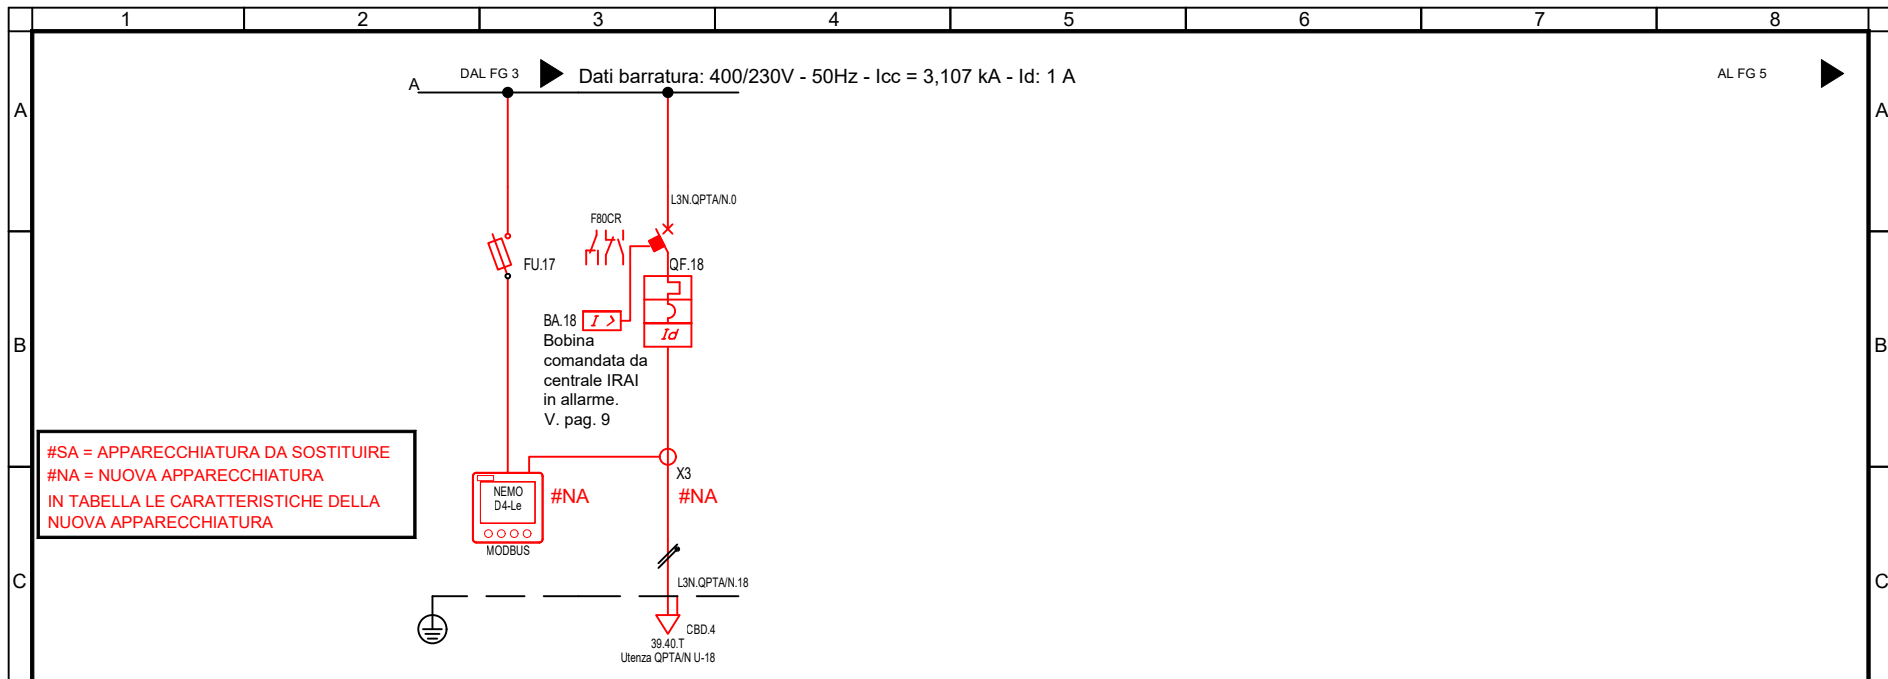 1 2 3 4 5 6 7 8
DAL FG 3
Dati barratura: 400/230V - 50Hz - Icc = 3,107 kA - Id: 1 A
AL FG 5
A
A
A
L3N.QPTA/N.0
F80CR
FU.17
QF.18
BA.18
I >
Id
Bobina
comandata da
centrale IRAI
in allarme.
V. pag. 9
B
B
#SA = APPARECCHIATURA DA SOSTITUIRE
#NA = NUOVA APPARECCHIATURA
IN TABELLA LE CARATTERISTICHE DELLA
NUOVA APPARECCHIATURA
NEMO
D4-Le
#NA
MODBUS
X3
#NA
C
C
L3N.QPTA/N.18
CBD.4
39.40.T
Utenza QPTA/N U-18